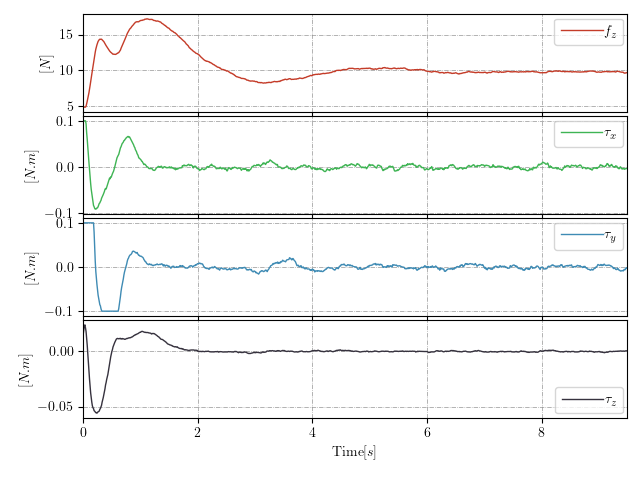 15
10
5
[N]
f_z
0.1
0.0
−0.1
[N.m]
τ_x
0.1
0.0
−0.1
[N.m]
τ_y
0.00
−0.05
[N.m]
τ_z
0 2 4 6 8
Time[s]